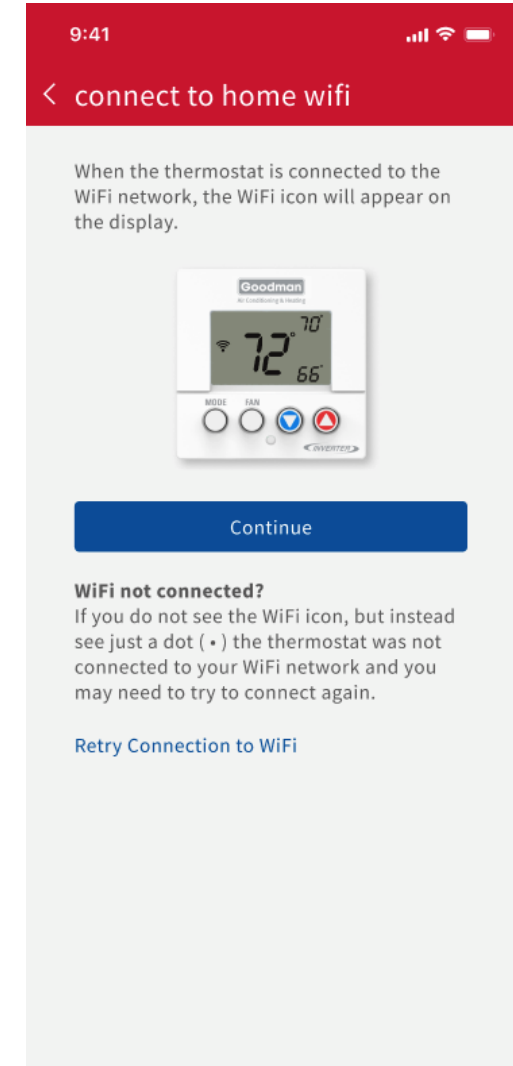 9:41
connect to home wifi
When the thermostat is connected to the
WiFi network, the WiFi icon will appear on
the display.
Goodman
Air Conditioning & Heating
70°
72°
66°
MODE FAN
INVERTER
Continue
WiFi not connected?
If you do not see the WiFi icon, but instead
see just a dot ( • ) the thermostat was not
connected to your WiFi network and you
may need to try to connect again.
Retry Connection to WiFi